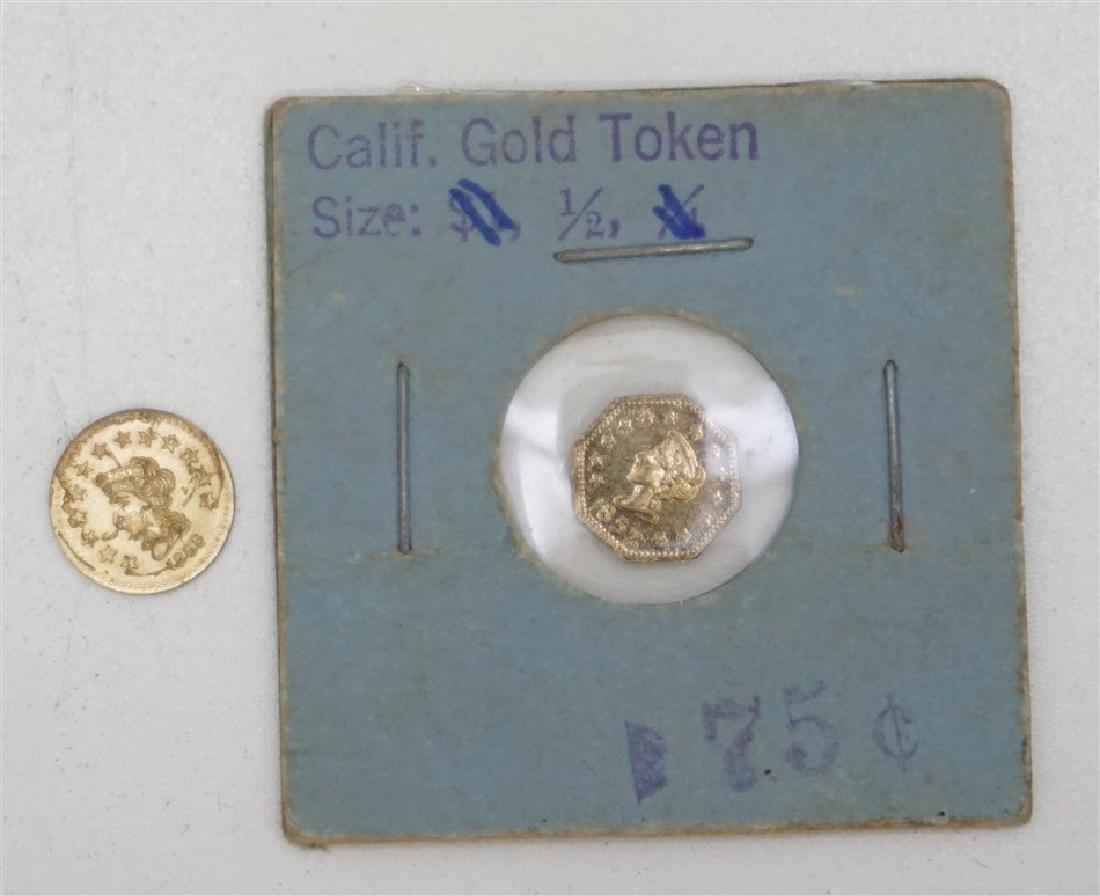 Calif. Gold Token
Size: $1, ½, ¼
75¢